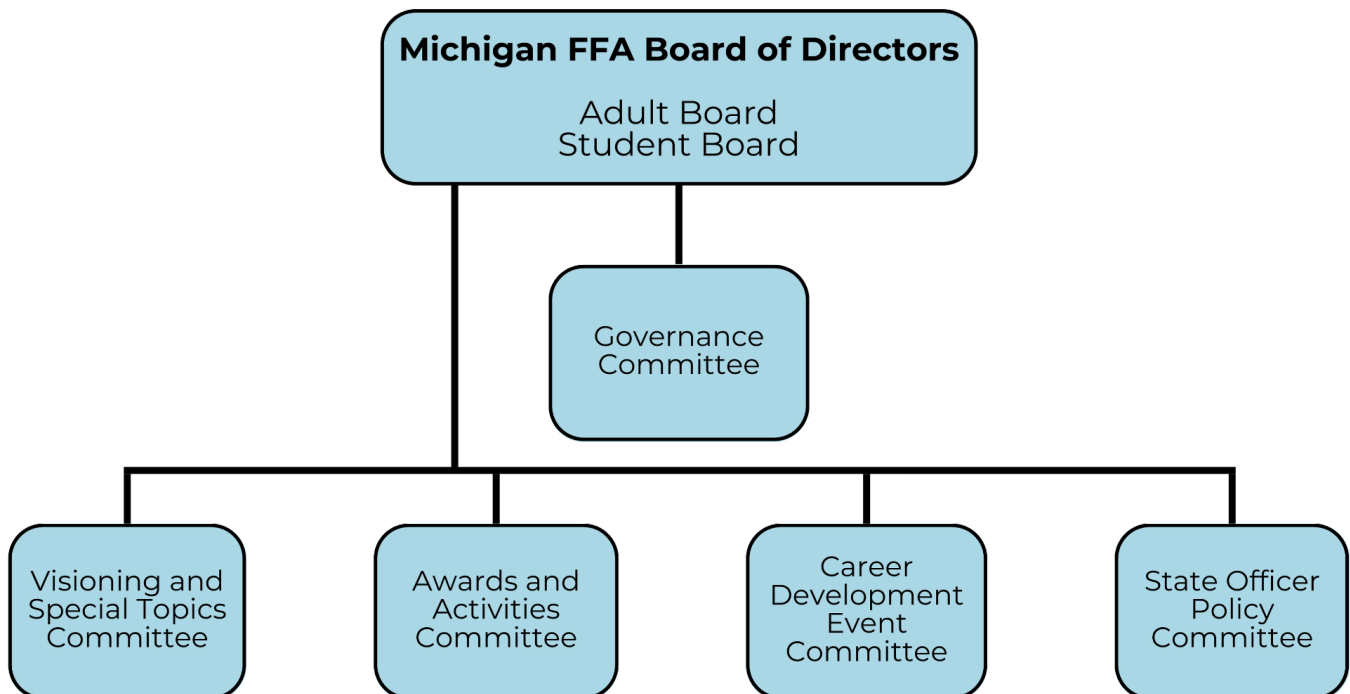 Michigan FFA Board of Directors
Adult Board
Student Board
Governance
Committee
Visioning and
Special Topics
Committee
Awards and
Activities
Committee
Career
Development
Event
Committee
State Officer
Policy
Committee